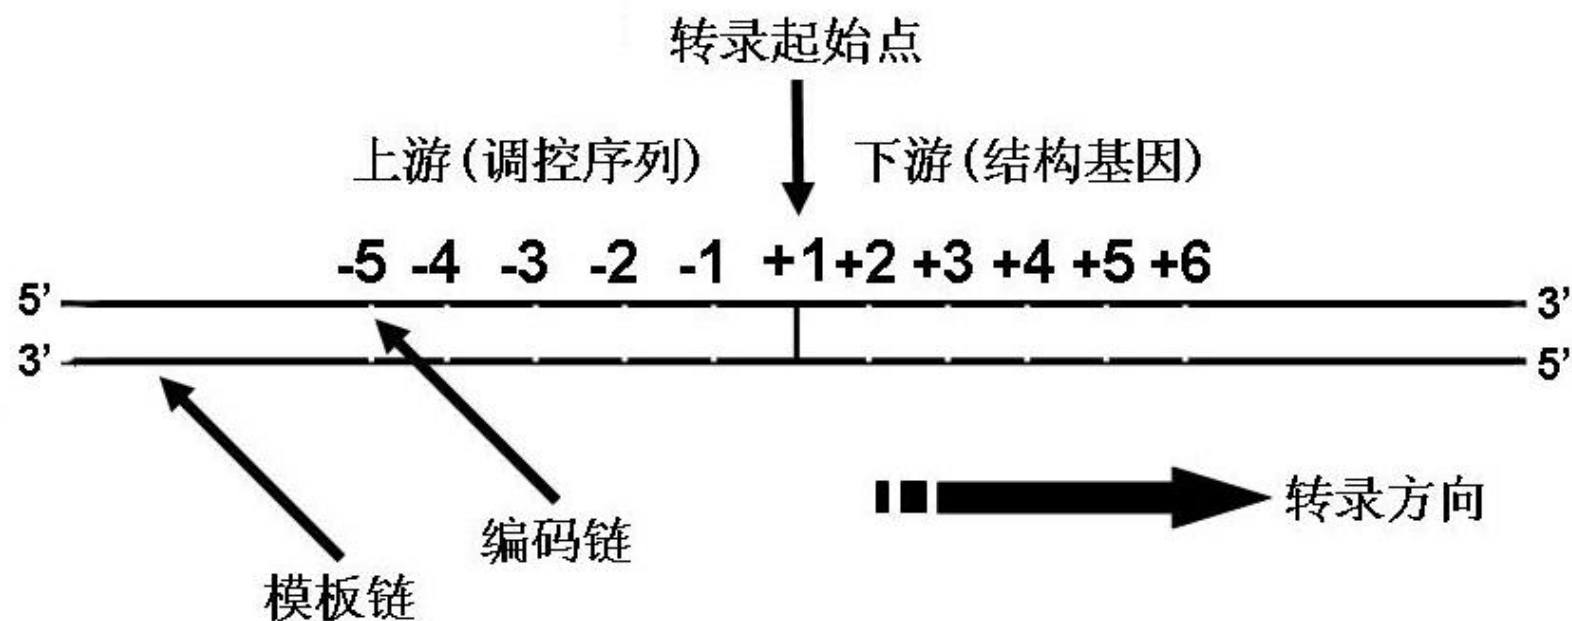 转录起始点
上游(调控序列) 下游(结构基因)
-5 -4 -3 -2 -1 +1 +2 +3 +4 +5 +6
5' 3'
3' 5'
转录方向
编码链
模板链